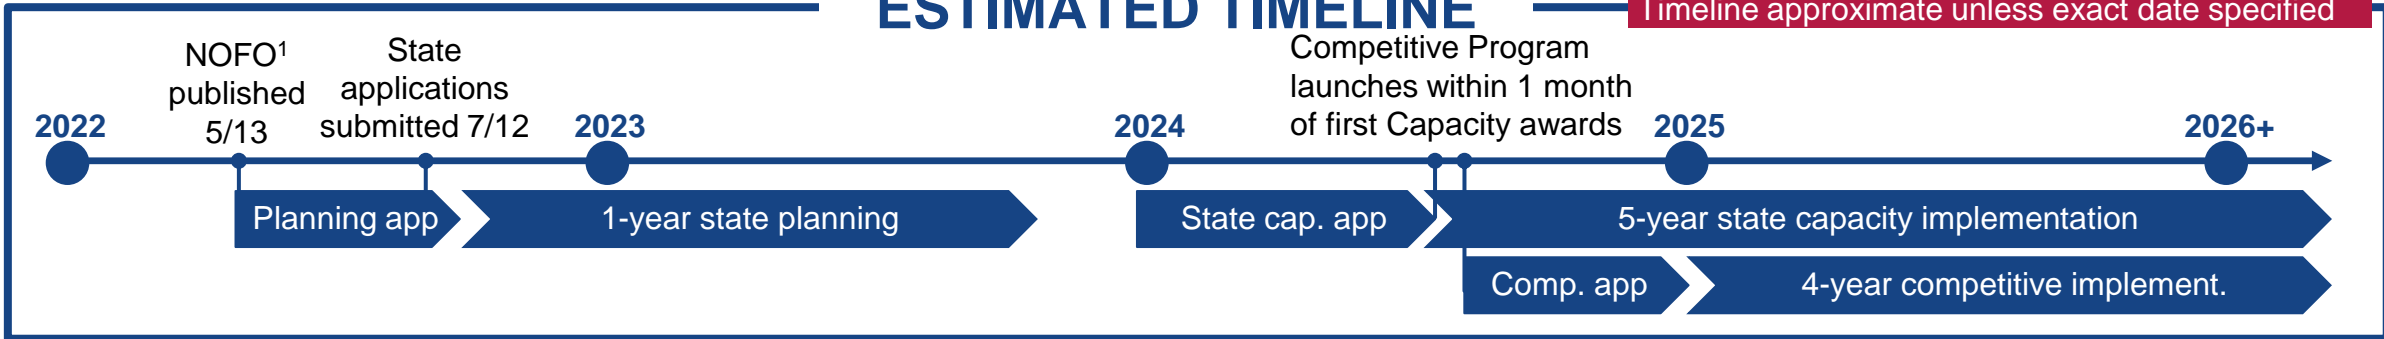 ESTIMATED TIMELINE
Timeline approximate unless exact date specified
NOFO¹
published
5/13
State
applications
submitted 7/12
Competitive Program
launches within 1 month
of first Capacity awards
2022
2023
2024
2025
2026+
Planning app
1-year state planning
State cap. app
5-year state capacity implementation
Comp. app
4-year competitive implement.